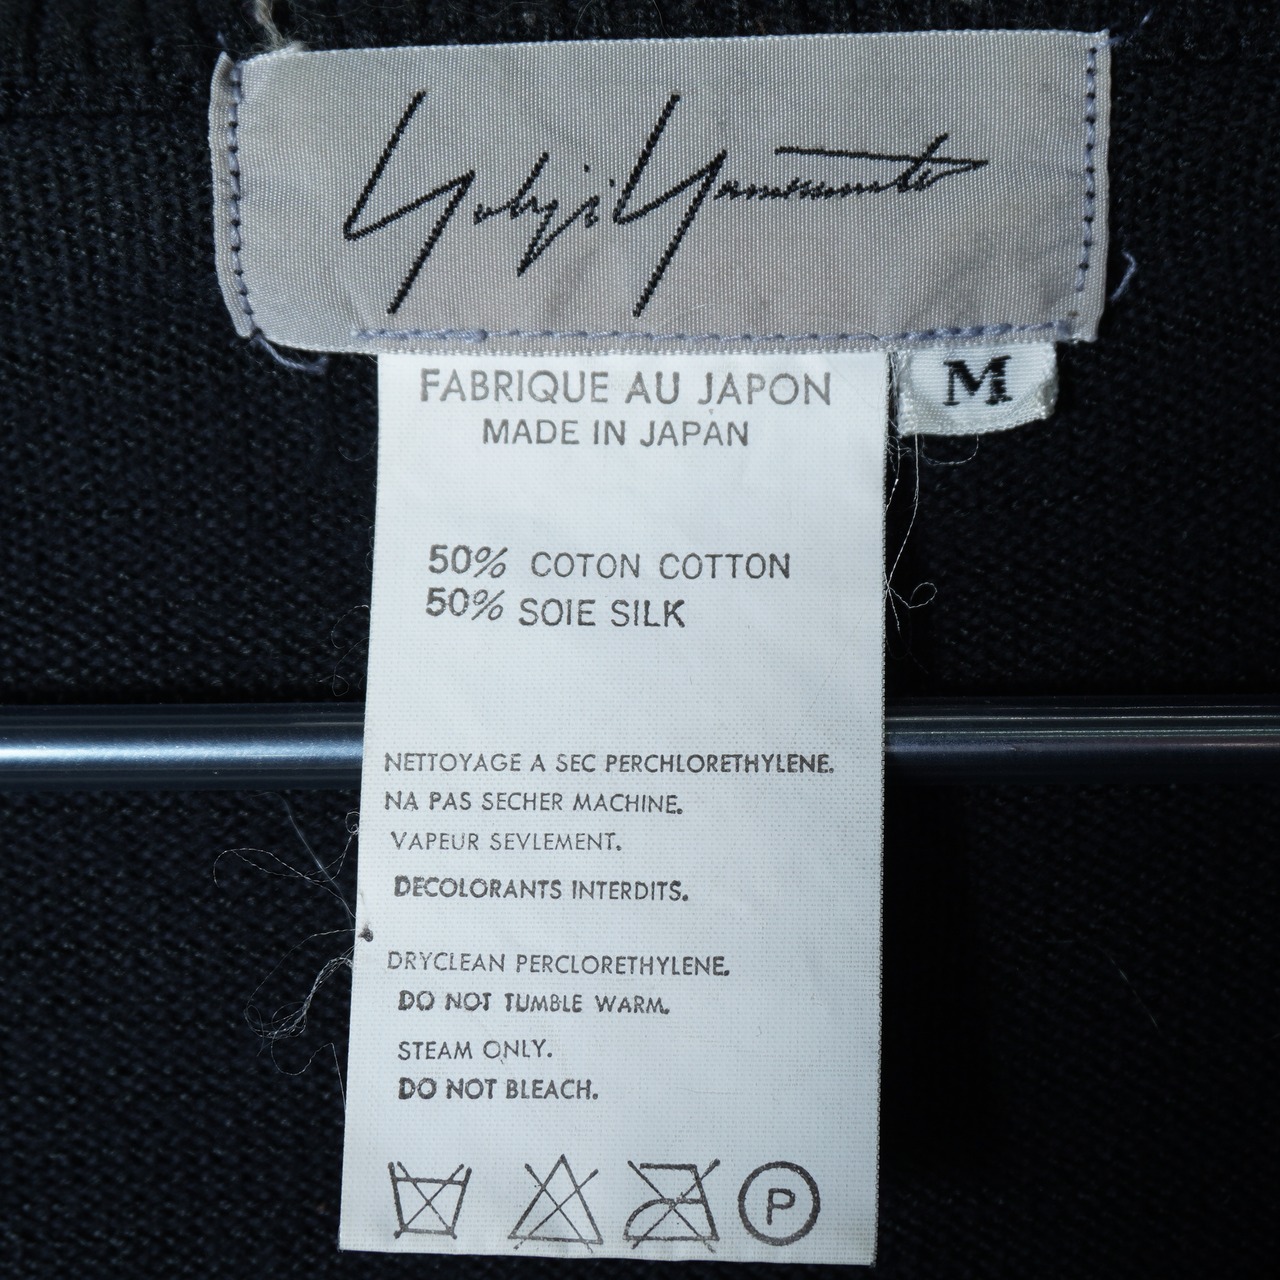 Yohji Yamamoto
M
FABRIQUE AU JAPON
MADE IN JAPAN
50% COTON COTTON
50% SOIE SILK
NETTOYAGE A SEC PERCHLORETHYLENE.
NA PAS SECHER MACHINE.
VAPEUR SEVLEMENT.
DECOLORANTS INTERDITS.
DRYCLEAN PERCLORETHYLENE.
DO NOT TUMBLE WARM.
STEAM ONLY.
DO NOT BLEACH.
P